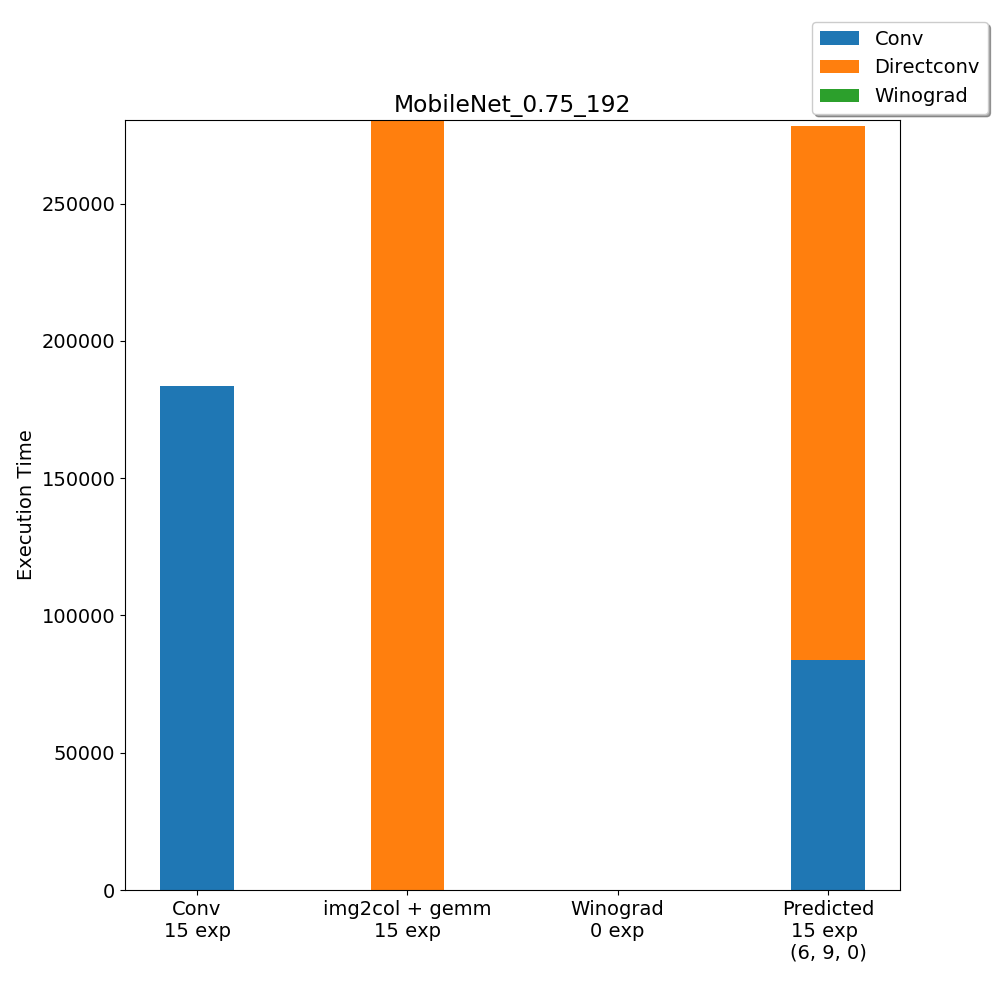 Conv
Directconv
Winograd
MobileNet_0.75_192
Execution Time
250000
200000
150000
100000
50000
0
Conv
15 exp
img2col + gemm
15 exp
Winograd
0 exp
Predicted
15 exp
(6, 9, 0)